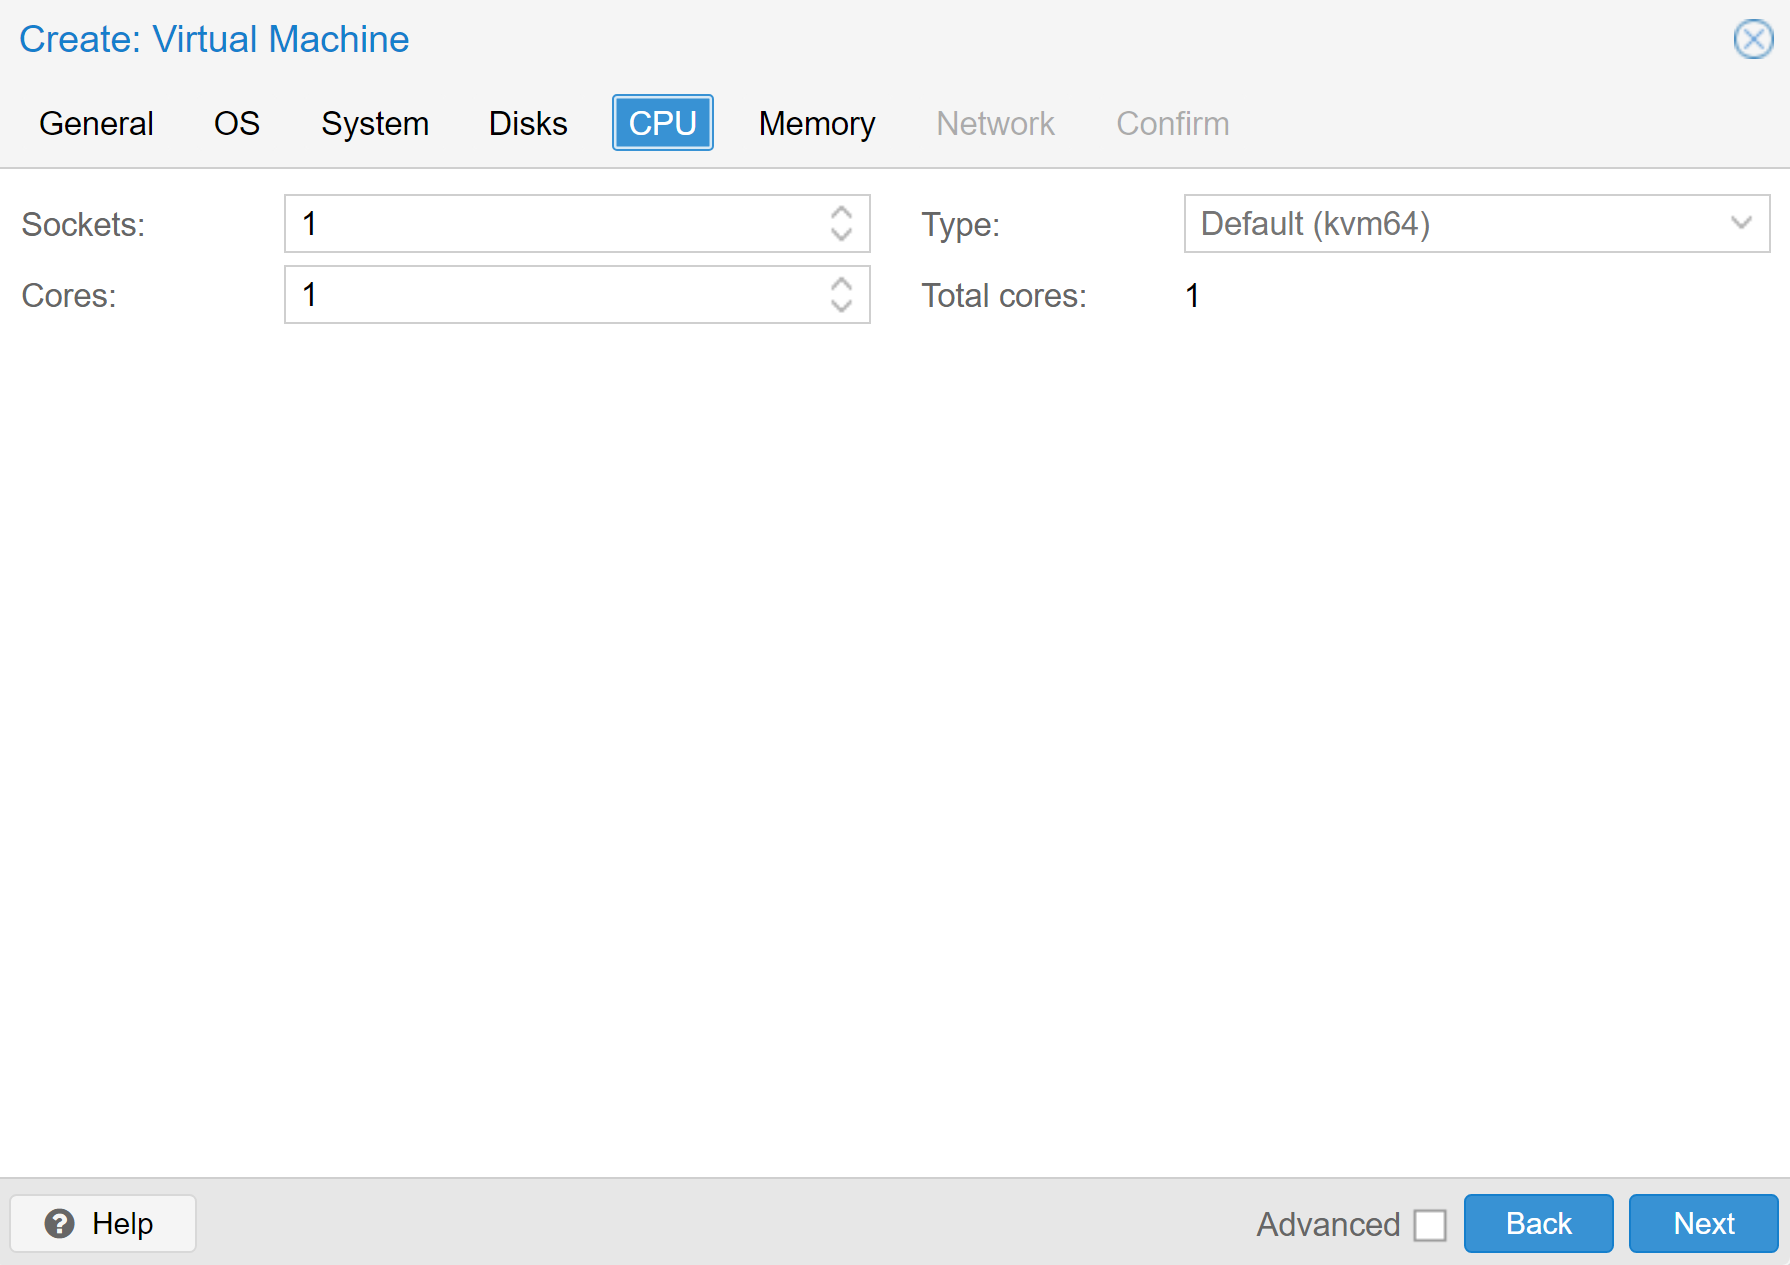 Create: Virtual Machine
General OS System Disks CPU Memory Network Confirm
Sockets: 1 Type: Default (kvm64)
Cores: 1 Total cores: 1
Help Advanced Back Next